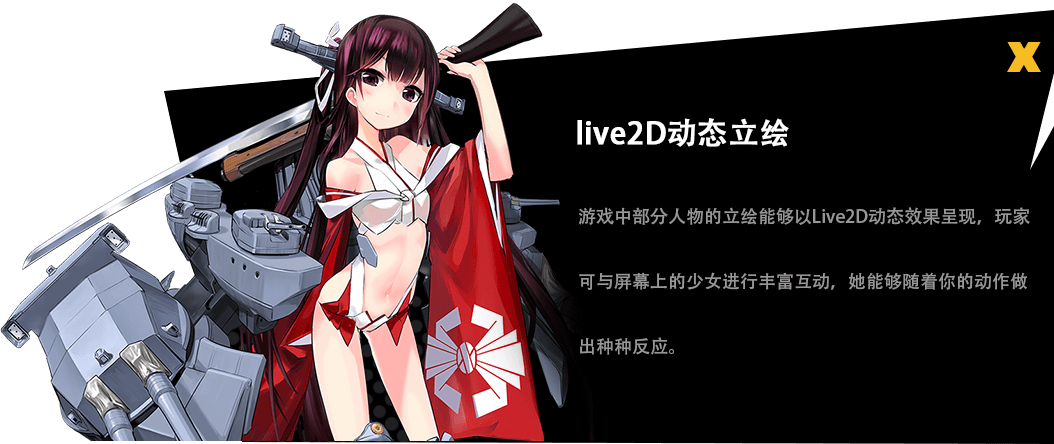 X
live2D动态立绘
游戏中部分人物的立绘能够以Live2D动态效果呈现，玩家
可与屏幕上的少女进行丰富互动，她能够随着你的动作做
出种种反应。